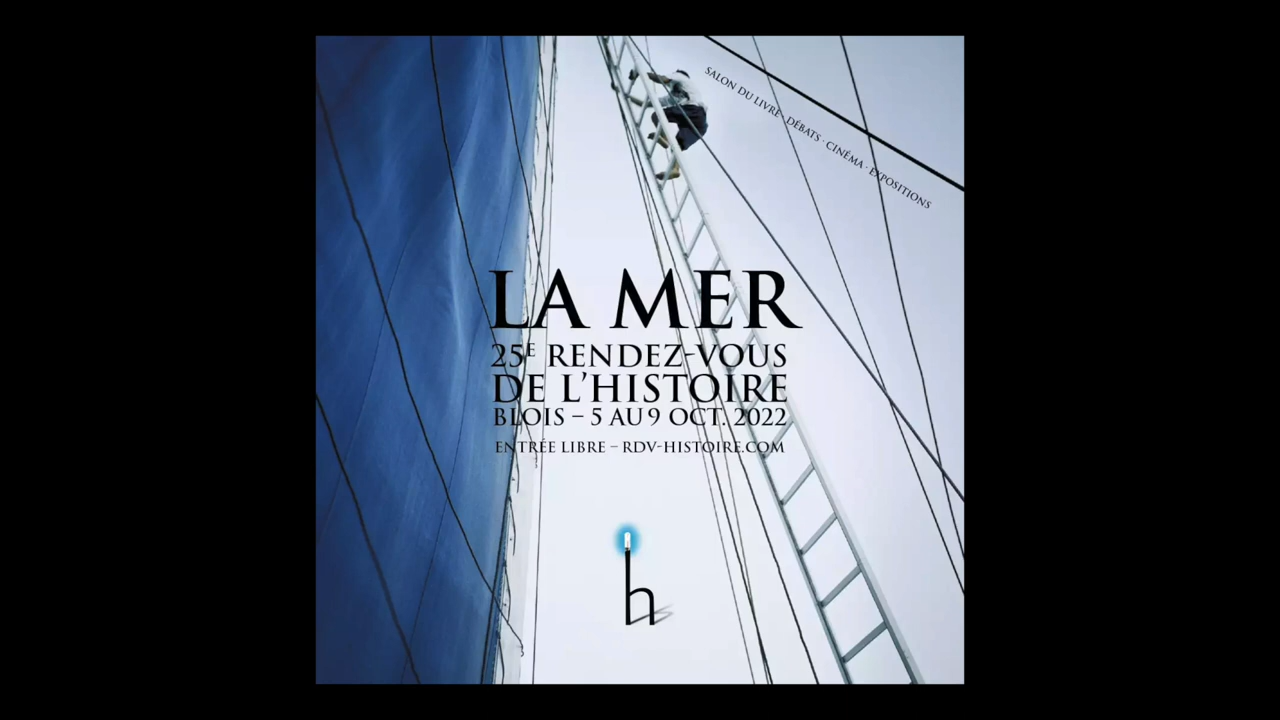 SALON DU LIVRE · DÉBATS · CINÉMA · EXPOSITIONS
LA MER
25E RENDEZ-VOUS
DE L'HISTOIRE
BLOIS – 5 AU 9 OCT. 2022
ENTRÉE LIBRE – RDV-HISTOIRE.COM
h